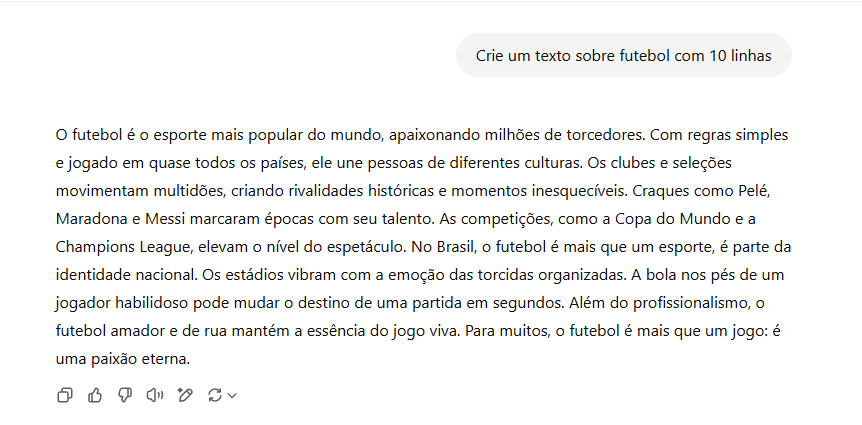 Crie um texto sobre futebol com 10 linhas
O futebol é o esporte mais popular do mundo, apaixonando milhões de torcedores. Com regras simples
e jogado em quase todos os países, ele une pessoas de diferentes culturas. Os clubes e seleções
movimentam multidões, criando rivalidades históricas e momentos inesquecíveis. Craques como Pelé,
Maradona e Messi marcaram épocas com seu talento. As competições, como a Copa do Mundo e a
Champions League, elevam o nível do espetáculo. No Brasil, o futebol é mais que um esporte, é parte da
identidade nacional. Os estádios vibram com a emoção das torcidas organizadas. A bola nos pés de um
jogador habilidoso pode mudar o destino de uma partida em segundos. Além do profissionalismo, o
futebol amador e de rua mantém a essência do jogo viva. Para muitos, o futebol é mais que um jogo: é
uma paixão eterna.